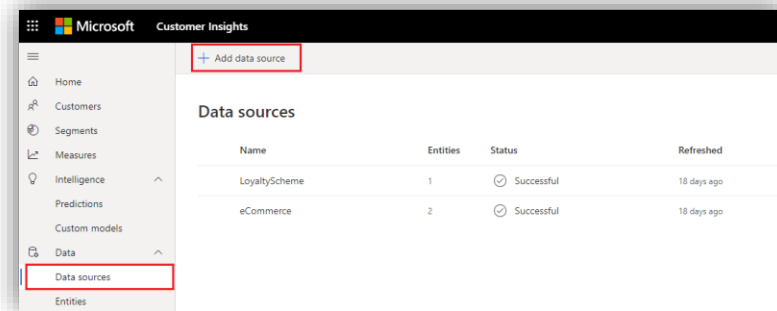 Microsoft Customer Insights
+ Add data source
Home
Customers
Segments
Measures
Intelligence
Predictions
Custom models
Data
Data sources
Entities
Data sources
Name Entities Status Refreshed
LoyaltyScheme 1 Successful 18 days ago
eCommerce 2 Successful 18 days ago